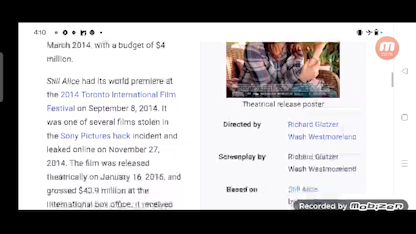 4:10
March 2014, with a budget of $4
million.
Still Alice had its world premiere at
the 2014 Toronto International Film
Festival on September 8, 2014. It
was one of several films stolen in
the Sony Pictures hack incident and
leaked online on November 27,
2014. The film was released
theatrically on January 16, 2015, and
grossed $43.9 million at the
international box office. It received
Theatrical release poster
Directed by
Richard Glatzer
Wash Westmoreland
Screenplay by
Richard Glatzer
Wash Westmoreland
Based on
Still Alice
Recorded by Mobizen